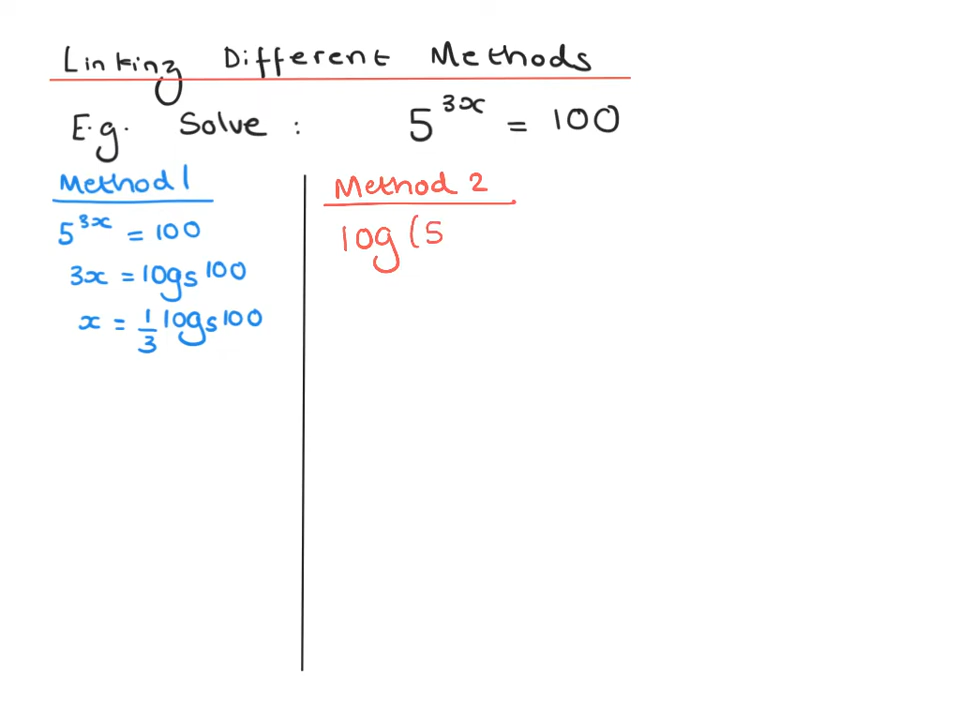 Linking Different Methods
E.g. Solve : 5^{3x} = 100
Method 1
5^{3x} = 100
3x = log₅ 100
x = 1/3 log₅ 100
Method 2
log (5